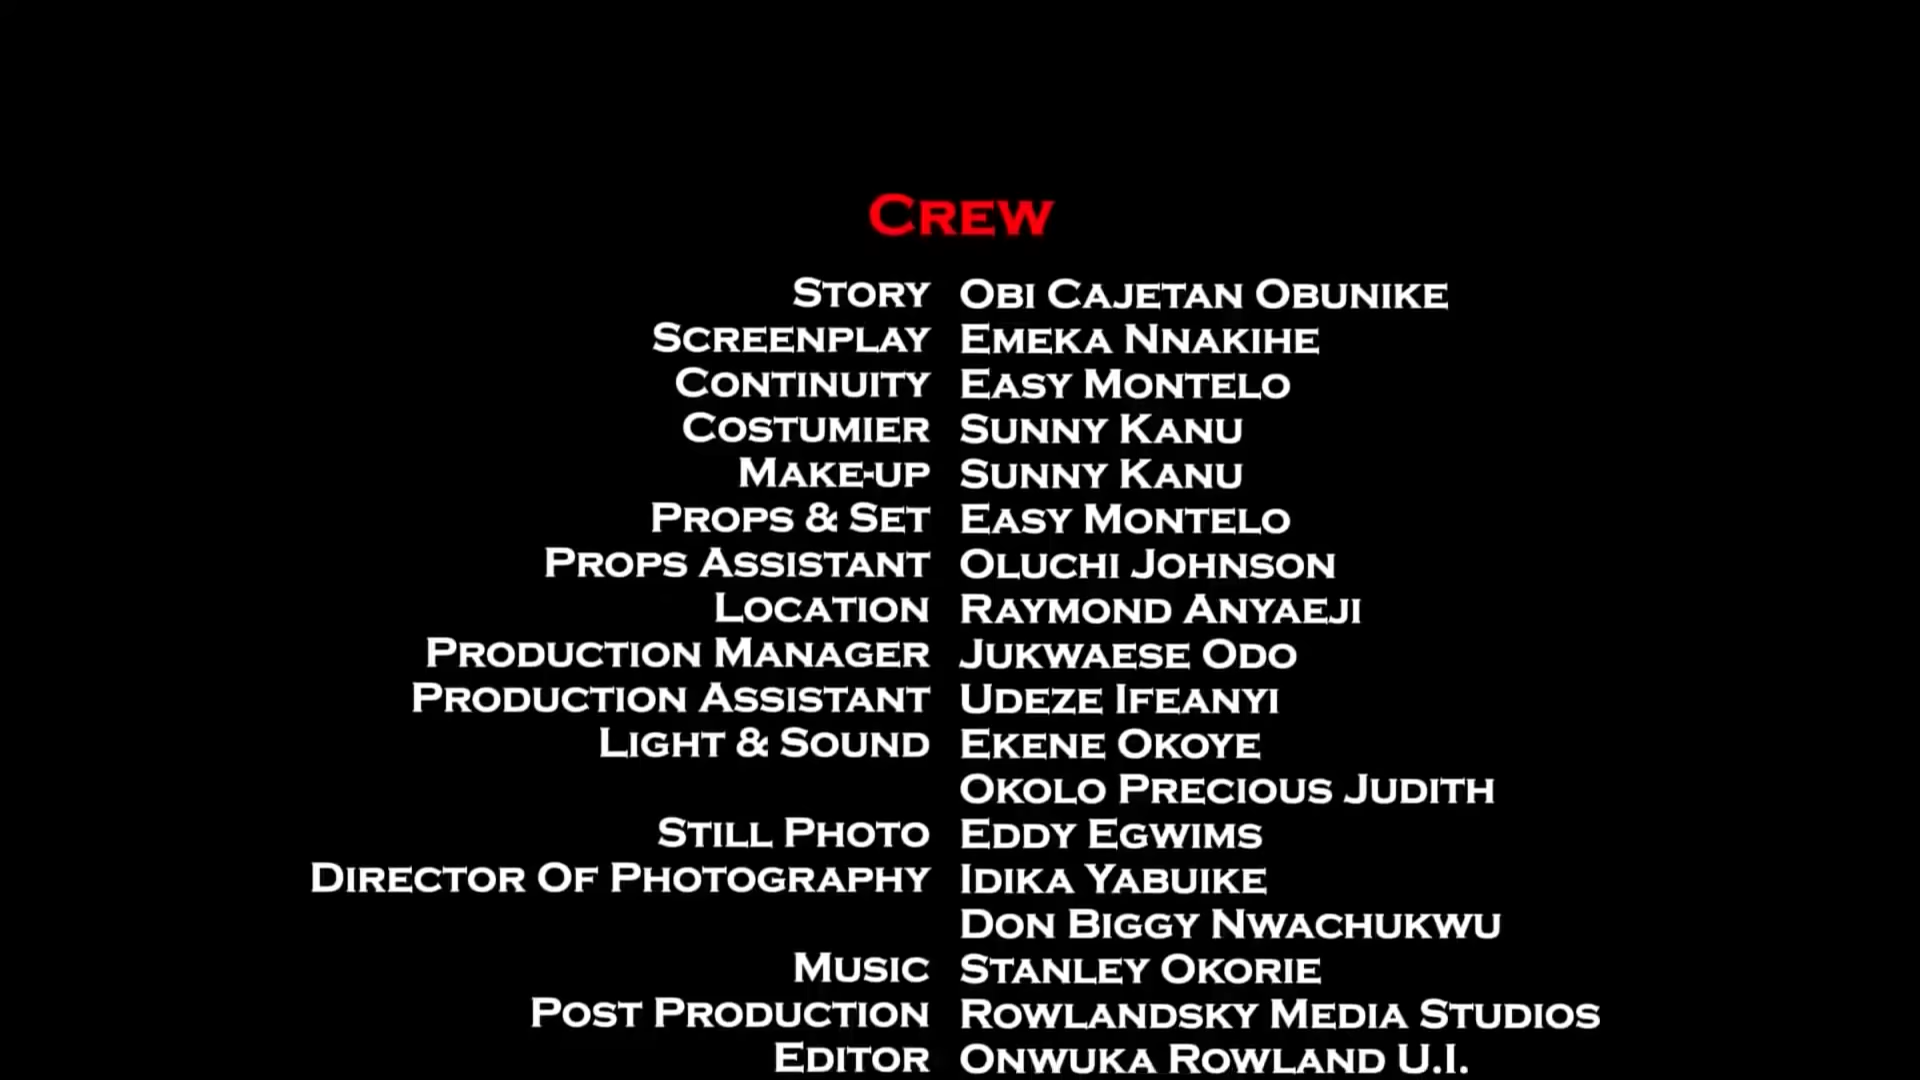 Crew
Story Obi Cajetan Obunike
Screenplay Emeka Nnakihe
Continuity Easy Montelo
Costumier Sunny Kanu
Make-up Sunny Kanu
Props & Set Easy Montelo
Props Assistant Oluchi Johnson
Location Raymond Anyaeji
Production Manager Jukwaese Odo
Production Assistant Udeze Ifeanyi
Light & Sound Ekene Okoye
Okolo Precious Judith
Still Photo Eddy Egwims
Director Of Photography Idika Yabuike
Don Biggy Nwachukwu
Music Stanley Okorie
Post Production Rowlandsky Media Studios
Editor Onwuka Rowland U.I.